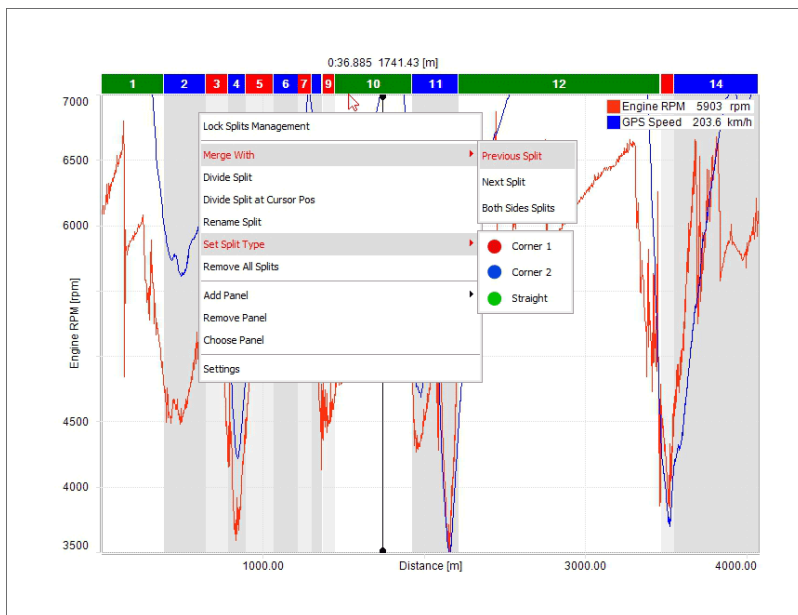 0:36.885 1741.43 [m]
1 2 3 4 5 6 7 9 10 11 12 14
7000
6500
6000
4500
4000
3500
Engine RPM [rpm]
Engine RPM 5903 rpm
GPS Speed 203.6 km/h
Lock Splits Management
Merge With
Divide Split
Divide Split at Cursor Pos
Rename Split
Set Split Type
Remove All Splits
Add Panel
Remove Panel
Choose Panel
Settings
Previous Split
Next Split
Both Sides Splits
Corner 1
Corner 2
Straight
1000.00 Distance [m] 3000.00 4000.00